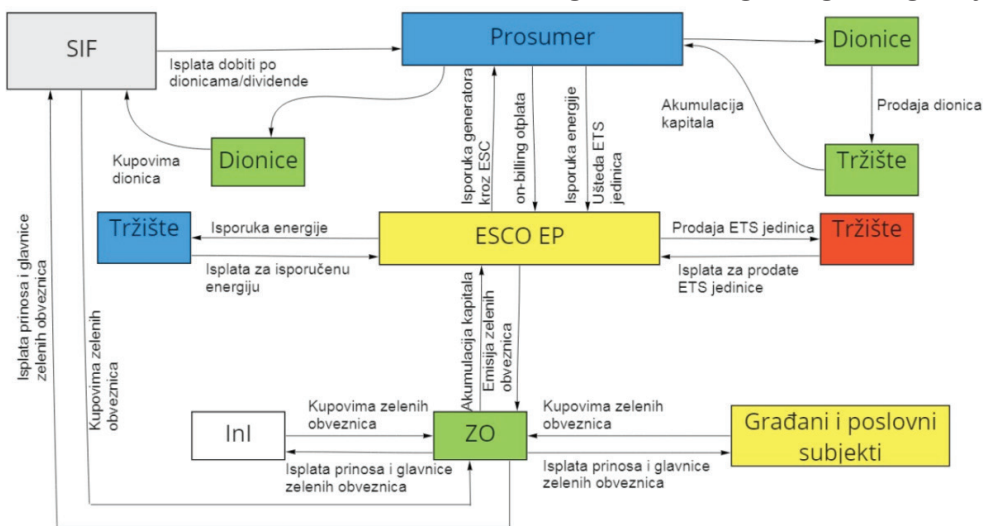 SIF
Isplata dobiti po
dionicama/dividende
Prosumer
Dionice
Akumulacija
kapitala
Prodaja dionica
Tržište
Kupovima
dionica
Dionice
Isporuka generatora
kroz ESC
on-billing otplata
Isporuka energije
Ušteda ETS
jedinica
Tržište
Isporuka energije
Isplata za isporučenu
energiju
ESCO EP
Prodaja ETS jedinica
Isplata za prodate
ETS jedinice
Tržište
Isplata prinosa i glavnice
zelenih obveznica
Kupovima zelenih
obveznica
Akumulacija kapitala
Emisija zelenih
obveznica
InI
Kupovima zelenih
obveznica
Isplata prinosa i glavnice
zelenih obveznica
ZO
Kupovima zelenih
obveznica
Isplata prinosa i glavnice
zelenih obveznica
Građani i poslovni
subjekti